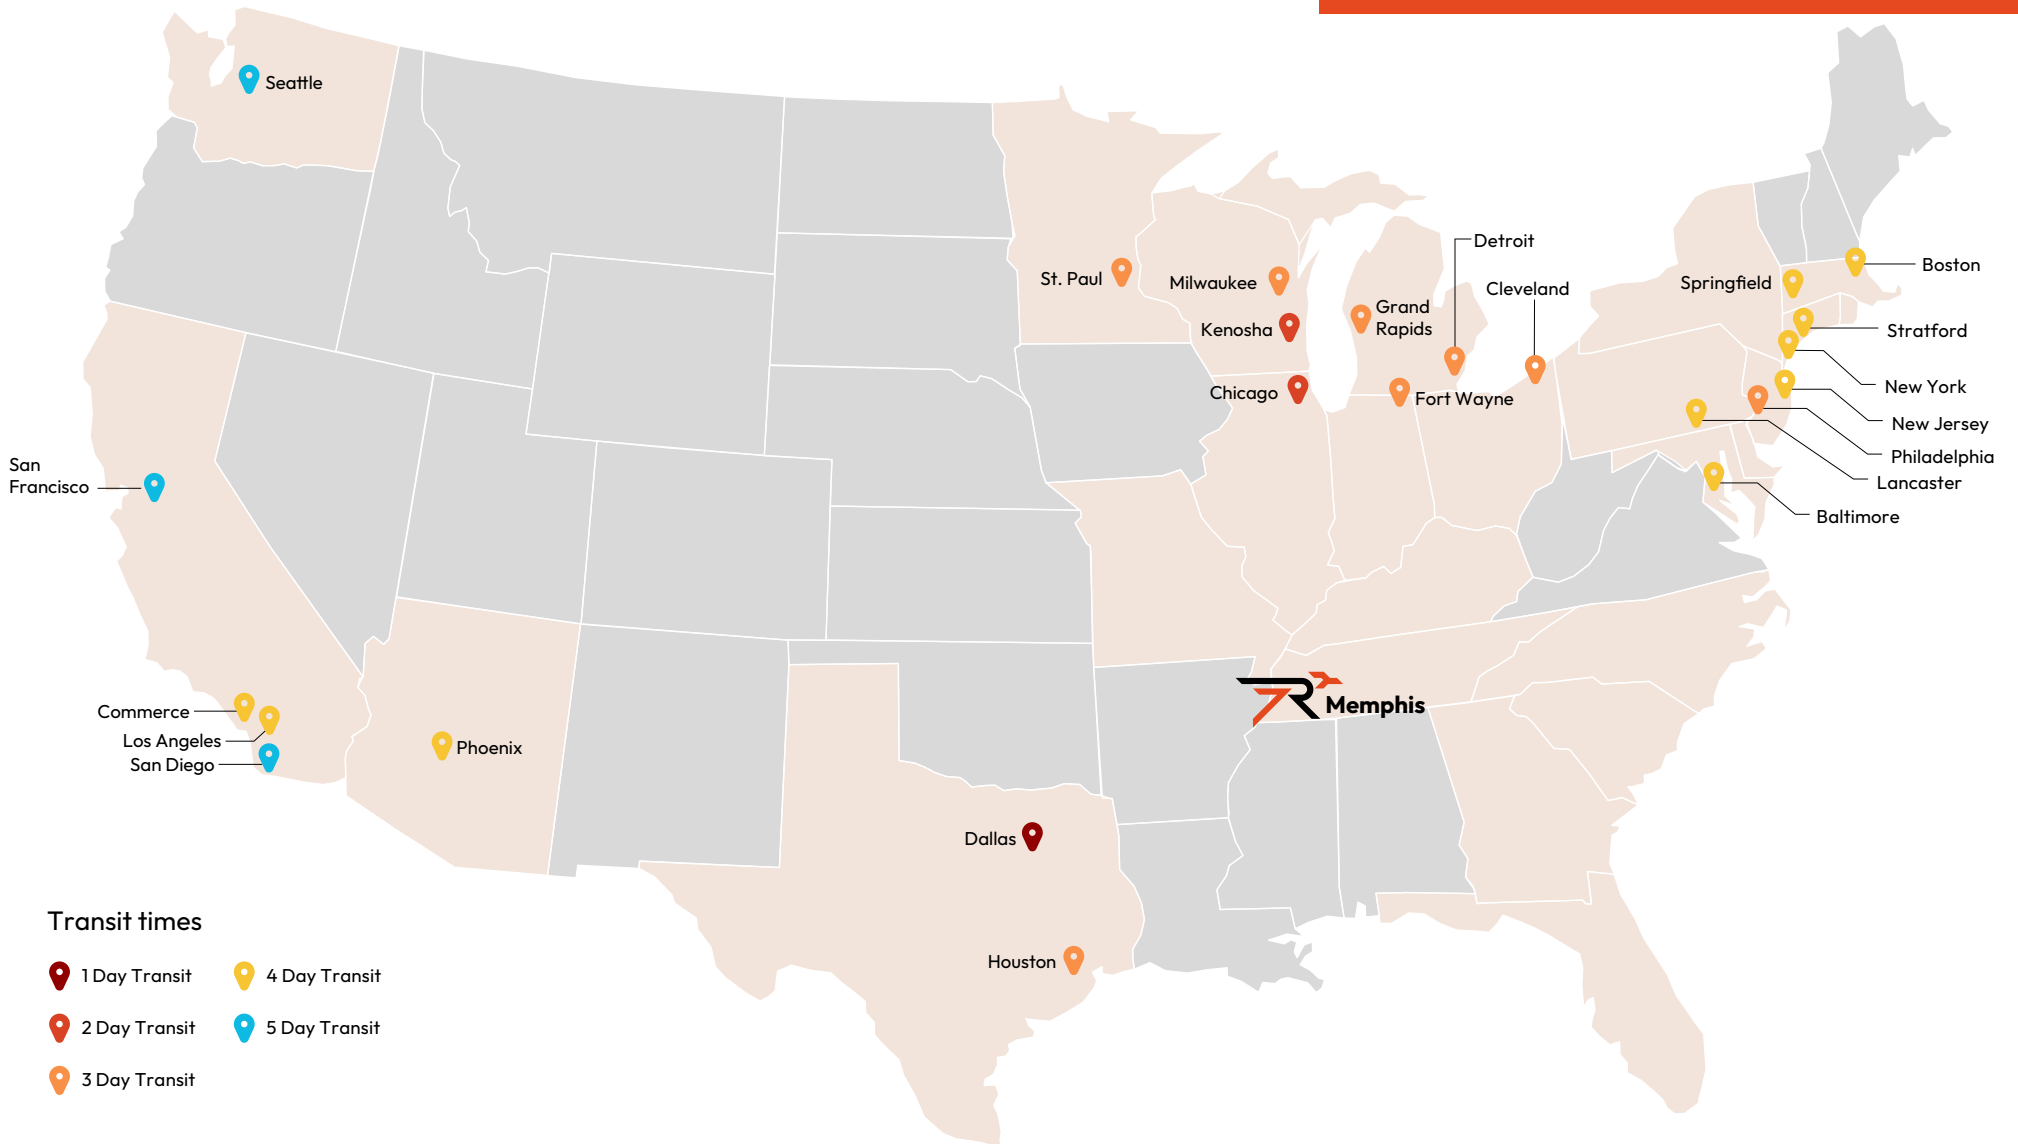 Seattle
Detroit
Boston
St. Paul
Milwaukee
Springfield
Cleveland
Grand
Rapids
Kenosha
Stratford
New York
Chicago
Fort Wayne
New Jersey
Philadelphia
San
Francisco
Lancaster
Baltimore
Memphis
Commerce
Los Angeles
Phoenix
San Diego
Dallas
Houston
Transit times
1 Day Transit
4 Day Transit
2 Day Transit
5 Day Transit
3 Day Transit